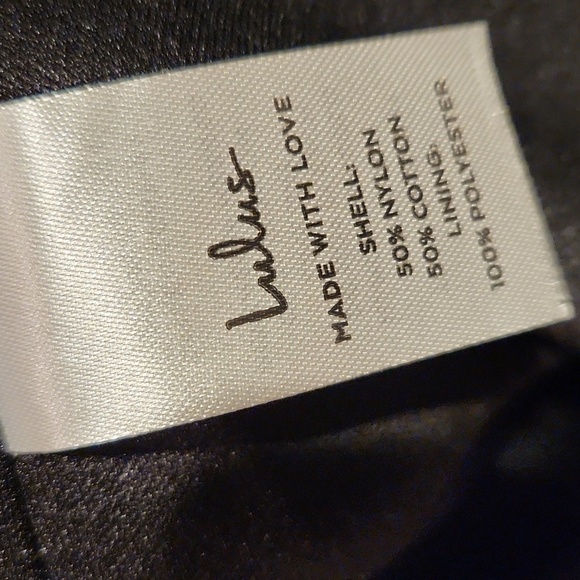 Lulus
MADE WITH LOVE
SHELL:
50% NYLON
50% COTTON
LINING:
100% POLYESTER